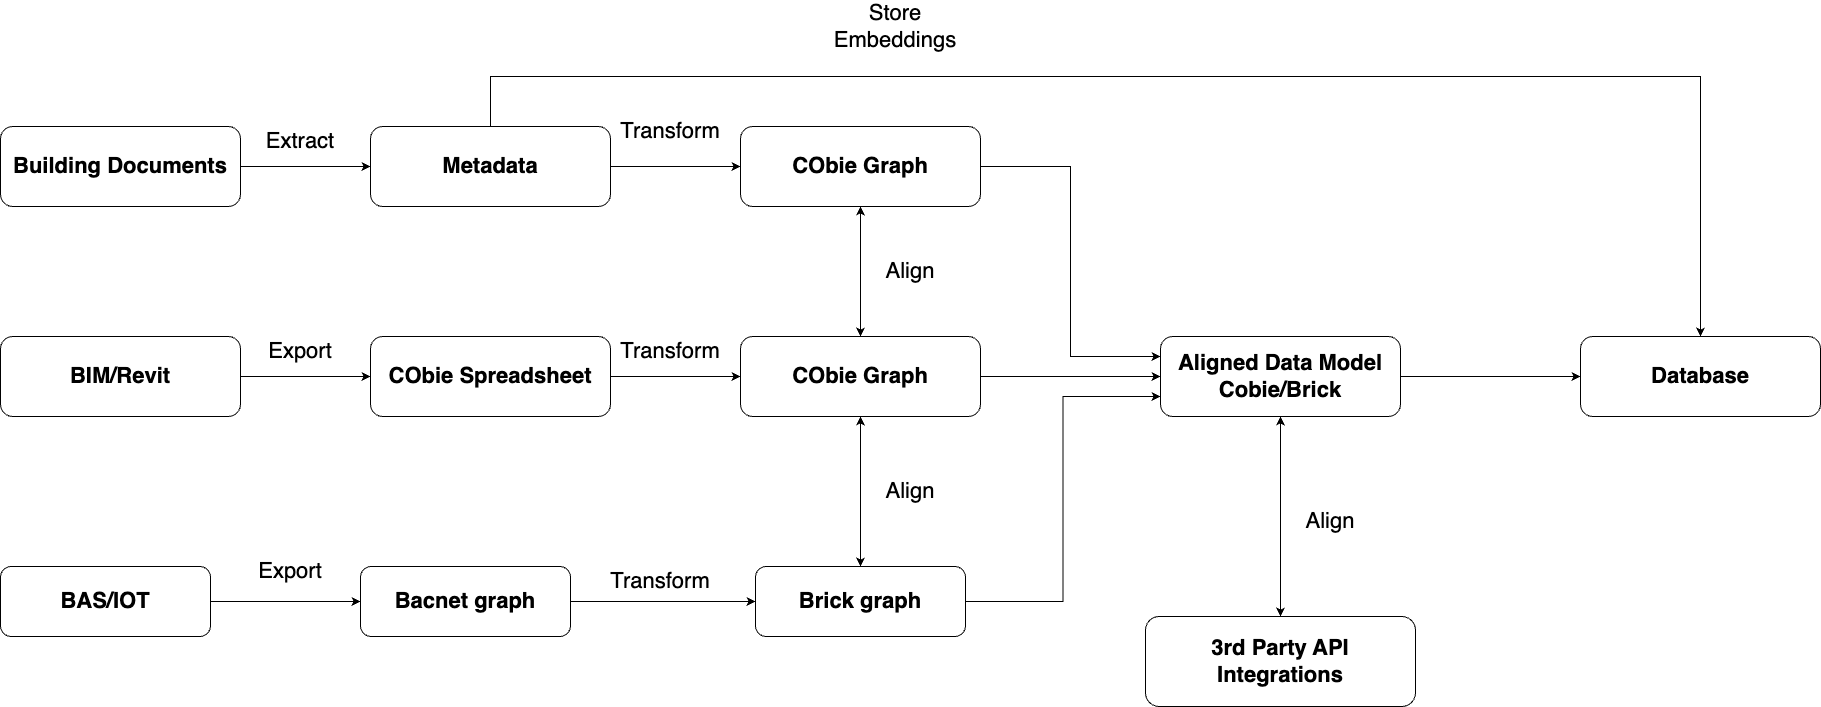 Store
Embeddings
Building Documents
Extract
Metadata
Transform
CObie Graph
Align
BIM/Revit
Export
CObie Spreadsheet
Transform
CObie Graph
Aligned Data Model
Cobie/Brick
Database
Align
Align
BAS/IOT
Export
Bacnet graph
Transform
Brick graph
3rd Party API
Integrations